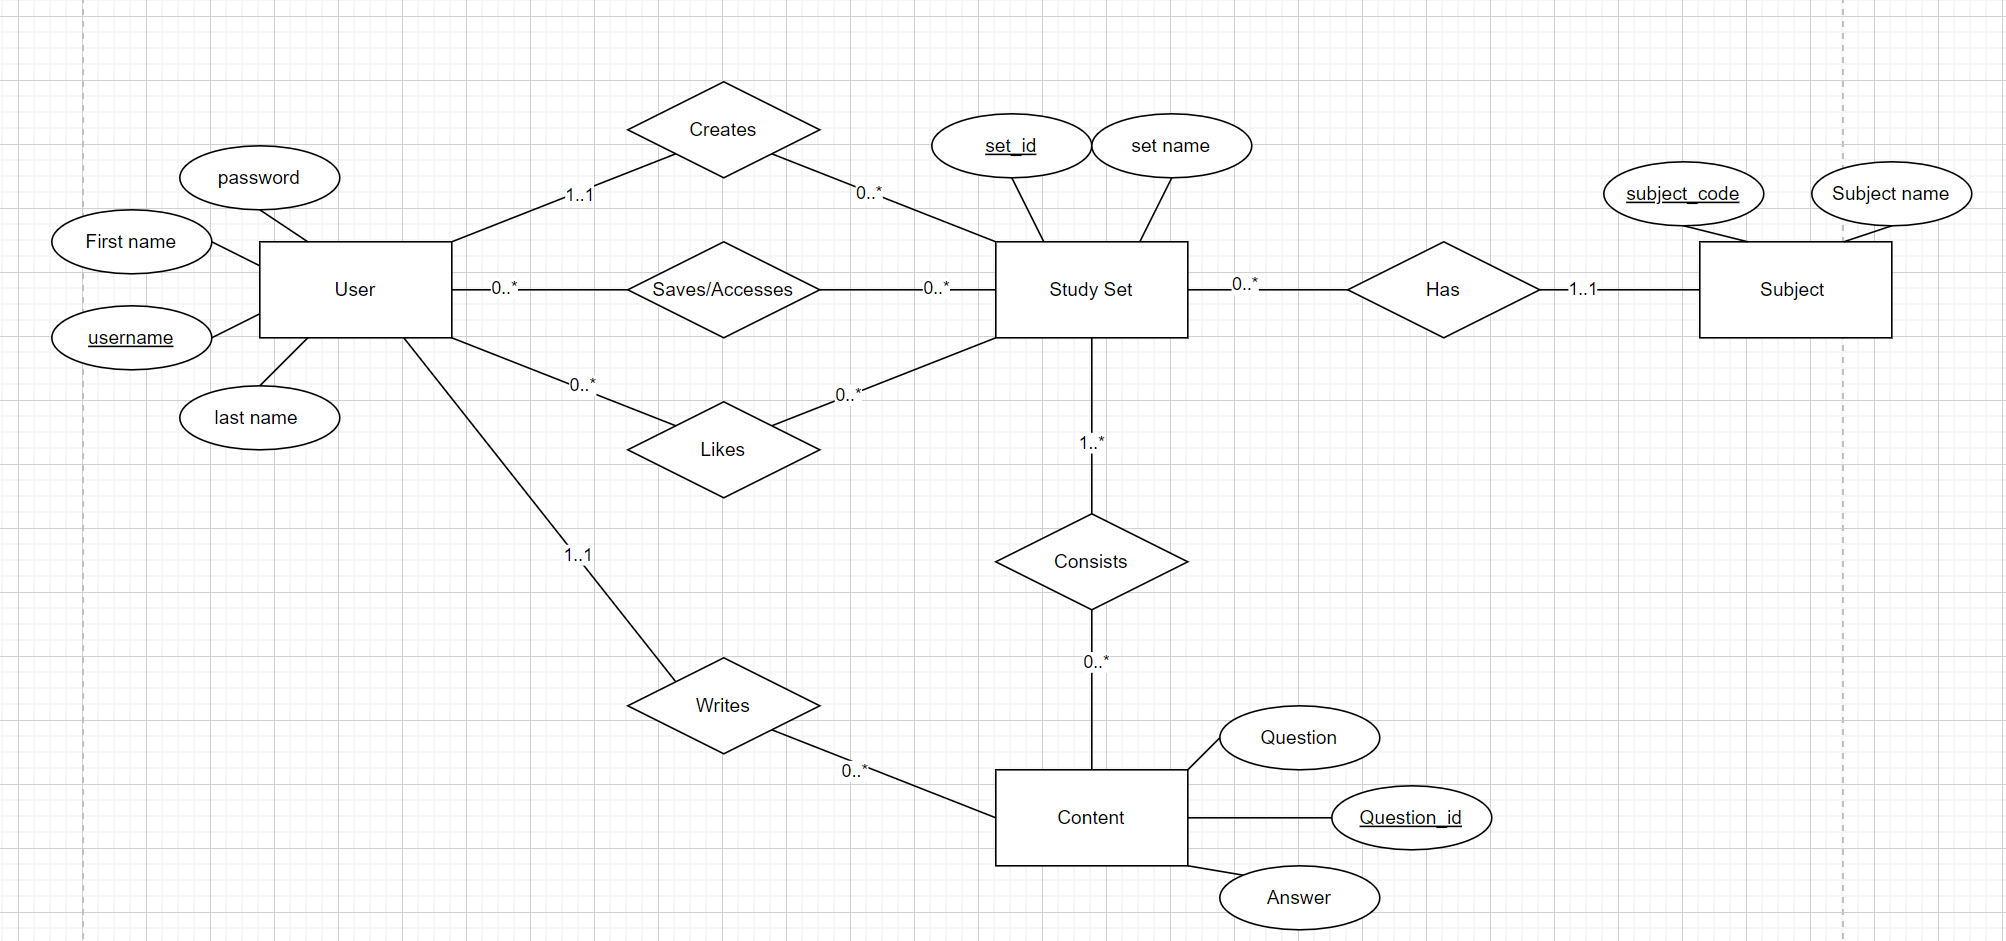 Creates
set_id
set name
password
subject_code
Subject name
1..1
0..*
First name
User
0..*
Saves/Accesses
0..*
Study Set
0..*
Has
1..1
Subject
username
0..*
0..*
last name
Likes
1..*
1..1
Consists
0..*
Writes
0..*
Question
Content
Question_id
Answer